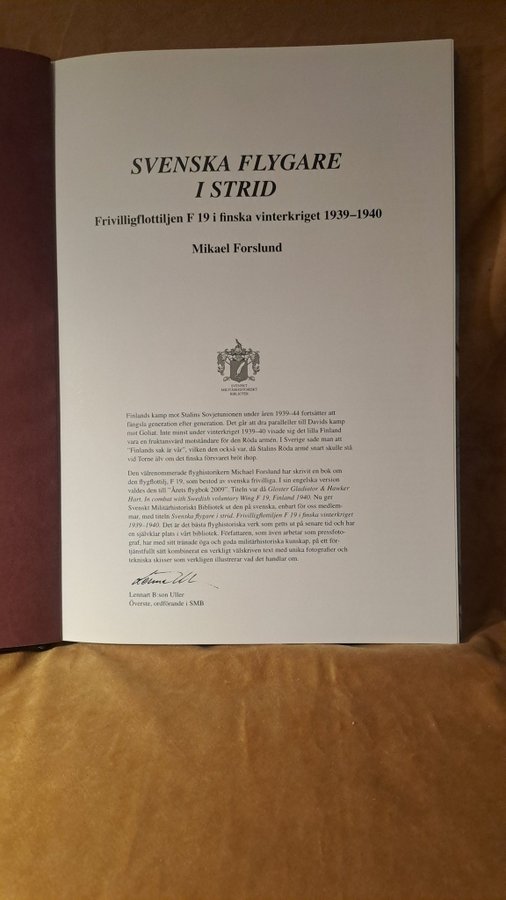 SVENSKA FLYGARE
I STRID
Frivilligflottiljen F 19 i finska vinterkriget 1939–1940
Mikael Forslund
SVENSKT
MILITÄRHISTORISKT
BIBLIOTEK
Finlands kamp mot Stalins Sovjetunionen under åren 1939–44 fortsätter att
fängsla generation efter generation. Det går att dra paralleller till Davids kamp
mot Goliat. Inte minst under vinterkriget 1939–40 visade sig det lilla Finland
vara en fruktansvärd motståndare för den Röda armén. I Sverige sade man att
"Finlands sak är vår", vilken den också var, då Stalins Röda armé snart skulle stå
vid Torne älv om det finska försvaret bröt ihop.
Den välrenommerade flyghistorikern Michael Forslund har skrivit en bok om
den flygflottilj, F 19, som bestod av svenska frivilliga. I sin engelska version
valdes den till "Årets flygbok 2009". Titeln var då Gloster Gladiator & Hawker
Hart. In combat with Swedish voluntary Wing F 19, Finland 1940. Nu ger
Svenskt Militärhistoriskt Bibliotek ut den på svenska, enbart för oss medlem-
mar, med titeln Svenska flygare i strid. Frivilligflottiljen F 19 i finska vinterkriget
1939–1940. Det är det bästa flyghistoriska verk som getts ut på senare tid och har
en självklar plats i vårt bibliotek. Författaren, som även arbetar som pressfoto-
graf, har med sitt tränade öga och goda militärhistoriska kunskap, på ett för-
tjänstfullt sätt kombinerat en verkligt välskriven text med unika fotografier och
tekniska skisser som verkligen illustrerar vad det handlar om.
Lennart B:son Uller
Överste, ordförande i SMB